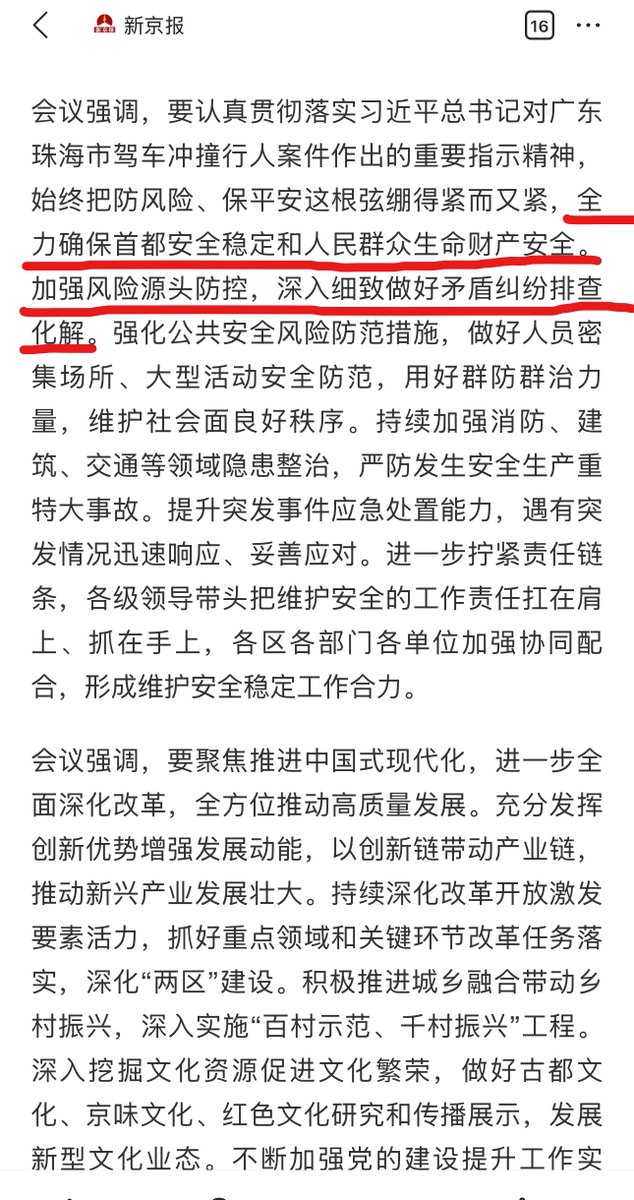 新京报
16
会议强调，要认真贯彻落实习近平总书记对广东
珠海市驾车冲撞行人案件作出的重要指示精神，
始终把防风险、保平安这根弦绷得紧而又紧，全
力确保首都安全稳定和人民群众生命财产安全。
加强风险源头防控，深入细致做好矛盾纠纷排查
化解。强化公共安全风险防范措施，做好人员密
集场所、大型活动安全防范，用好群防群治力
量，维护社会面良好秩序。持续加强消防、建
筑、交通等领域隐患整治，严防发生安全生产重
特大事故。提升突发事件应急处置能力，遇有突
发情况迅速响应、妥善应对。进一步拧紧责任链
条，各级领导带头把维护安全的工作责任扛在肩
上、抓在手上，各区各部门各单位加强协同配
合，形成维护安全稳定工作合力。
会议强调，要聚焦推进中国式现代化，进一步全
面深化改革，全方位推动高质量发展。充分发挥
创新优势增强发展动能，以创新链带动产业链，
推动新兴产业发展壮大。持续深化改革开放激发
要素活力，抓好重点领域和关键环节改革任务落
实，深化“两区”建设。积极推进城乡融合带动乡
村振兴，深入实施“百村示范、千村振兴”工程。
深入挖掘文化资源促进文化繁荣，做好古都文
化、京味文化、红色文化研究和传播展示，发展
新型文化业态。不断加强党的建设提升工作实